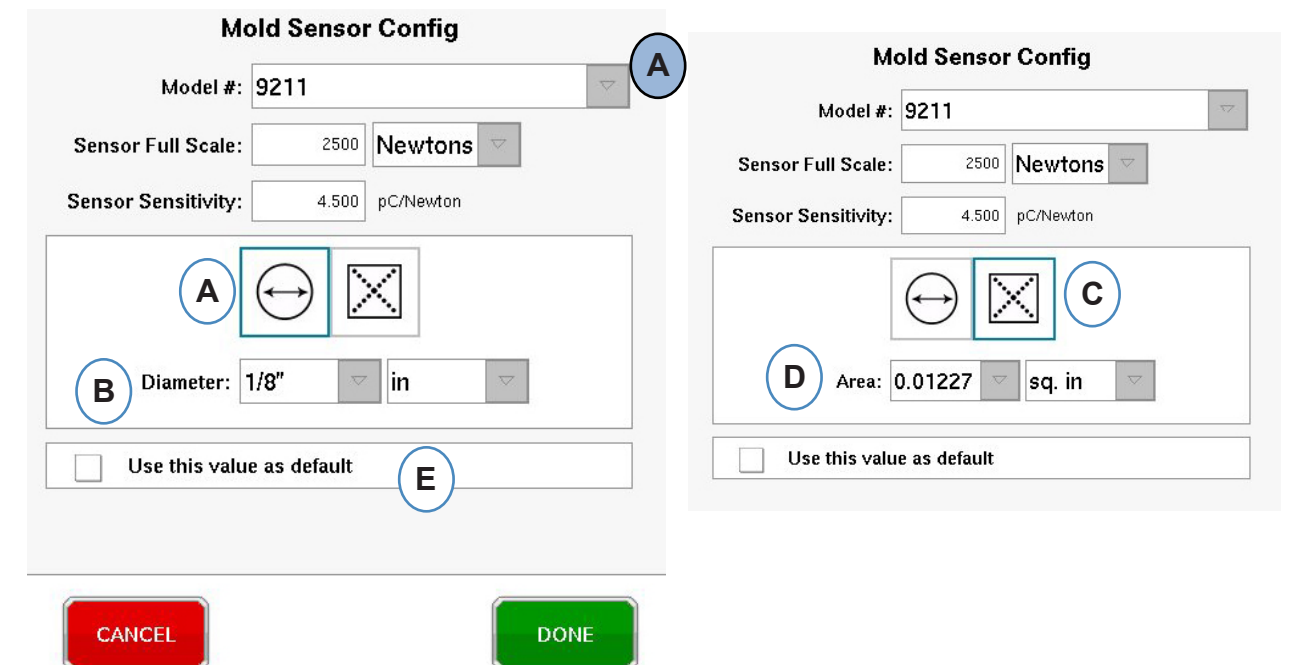 Mold Sensor Config
A
Model #: 9211
Sensor Full Scale: 2500 Newtons
Sensor Sensitivity: 4.500 pC/Newton
A
B Diameter: 1/8" in
Use this value as default E
CANCEL DONE
Mold Sensor Config
Model #: 9211
Sensor Full Scale: 2500 Newtons
Sensor Sensitivity: 4.500 pC/Newton
C
D Area: 0.01227 sq. in
Use this value as default